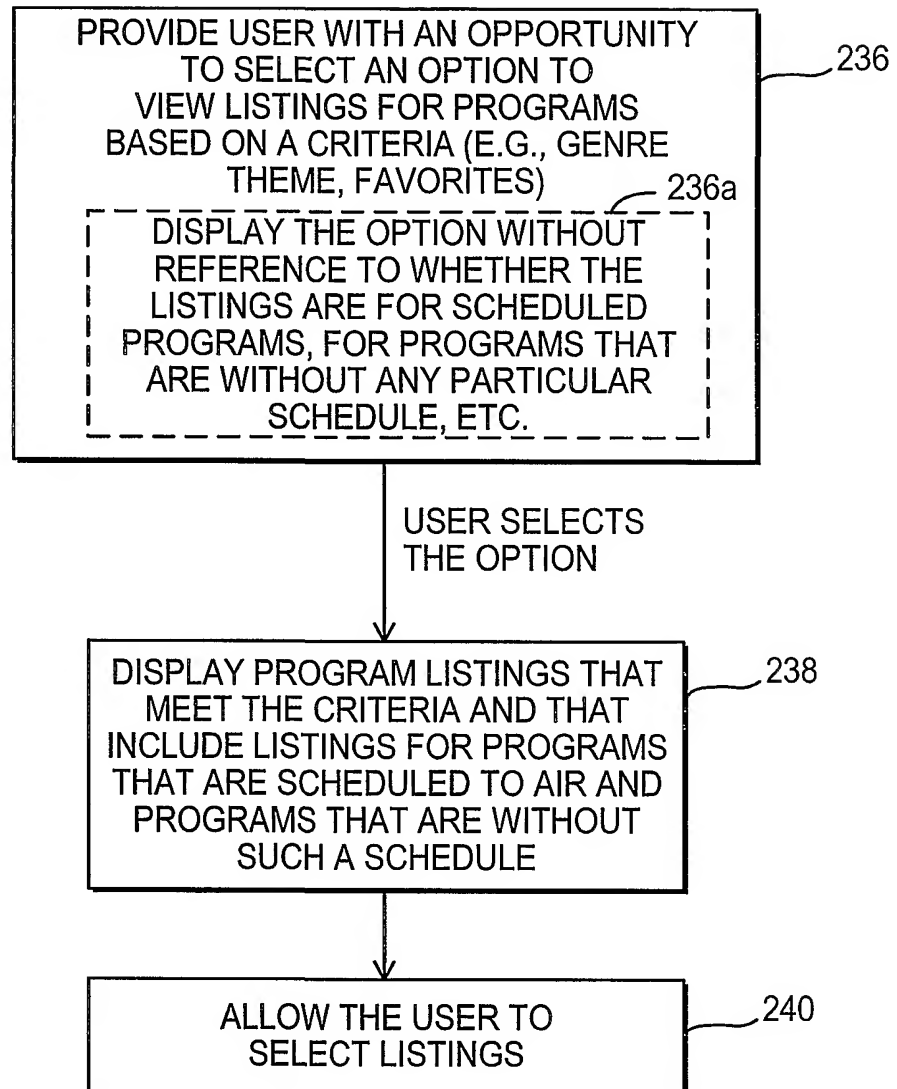 PROVIDE USER WITH AN OPPORTUNITY
TO SELECT AN OPTION TO
VIEW LISTINGS FOR PROGRAMS
BASED ON A CRITERIA (E.G., GENRE
THEME, FAVORITES)
236
236a
DISPLAY THE OPTION WITHOUT
REFERENCE TO WHETHER THE
LISTINGS ARE FOR SCHEDULED
PROGRAMS, FOR PROGRAMS THAT
ARE WITHOUT ANY PARTICULAR
SCHEDULE, ETC.
USER SELECTS
THE OPTION
DISPLAY PROGRAM LISTINGS THAT
MEET THE CRITERIA AND THAT
INCLUDE LISTINGS FOR PROGRAMS
THAT ARE SCHEDULED TO AIR AND
PROGRAMS THAT ARE WITHOUT
SUCH A SCHEDULE
238
ALLOW THE USER TO
SELECT LISTINGS
240